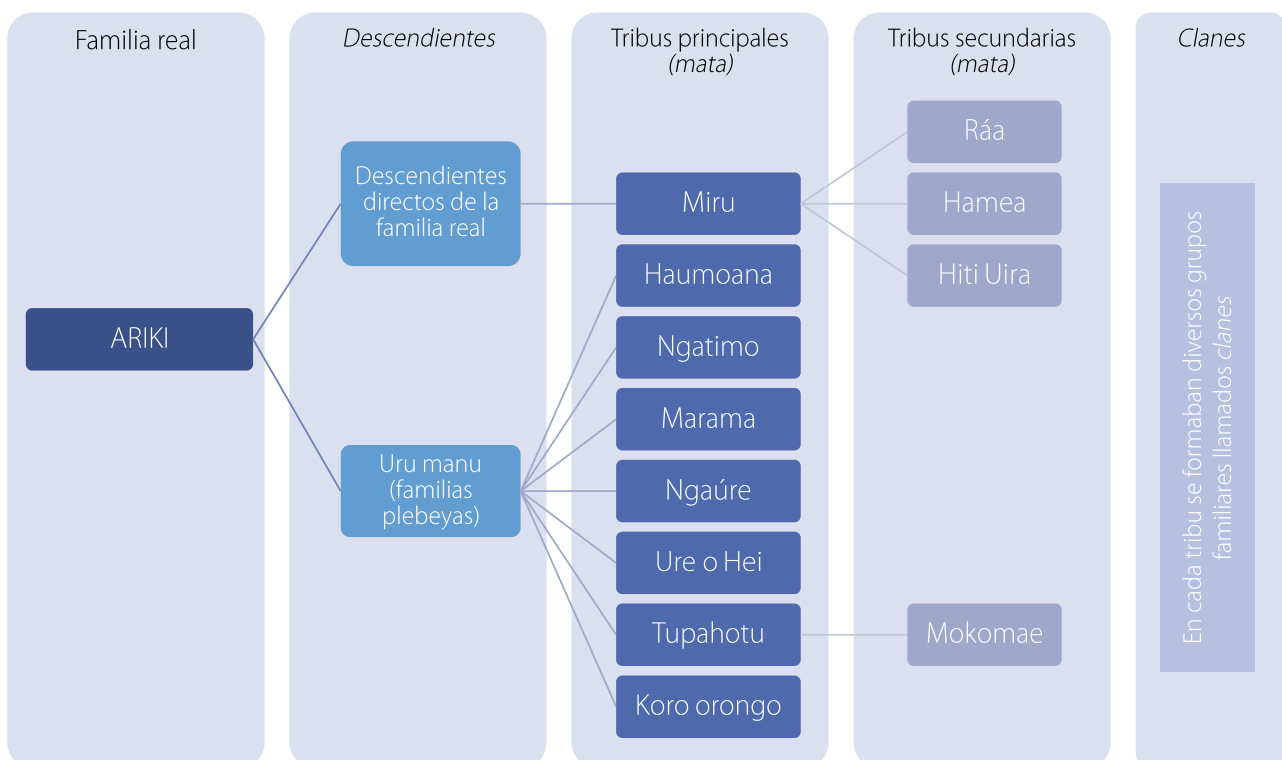 Familia real
ARIKI
Descendientes
Descendientes
directos de la
familia real
Uru manu
(familias
plebeyas)
Tribus principales
(mata)
Miru
Haumoana
Ngatimo
Marama
Ngaúre
Ure o Hei
Tupahotu
Koro orongo
Tribus secundarias
(mata)
Ráa
Hamea
Hiti Uira
Mokomae
Clanes
En cada tribu se formaban diversos grupos
familiares llamados clanes